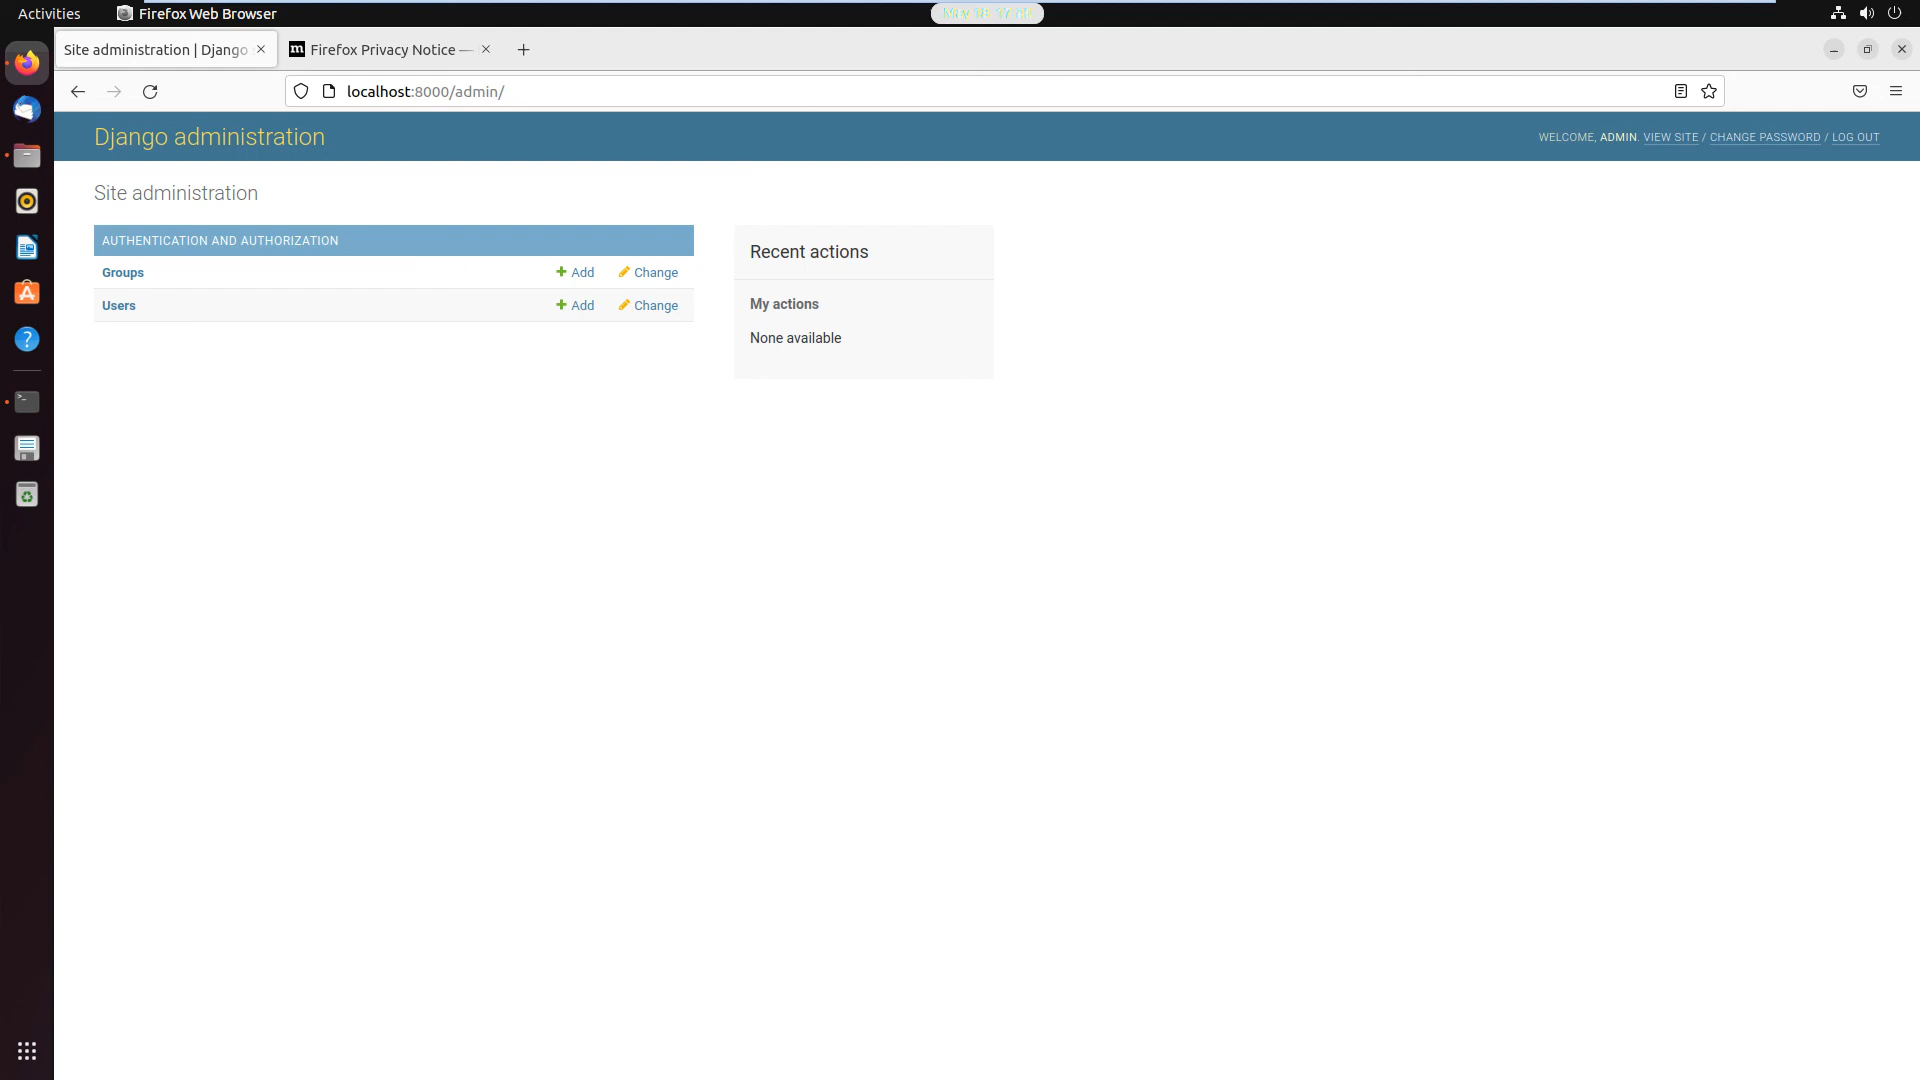 Activities
Firefox Web Browser
Site administration | Django
Firefox Privacy Notice —
localhost:8000/admin/
Django administration
WELCOME, ADMIN. VIEW SITE / CHANGE PASSWORD / LOG OUT
Site administration
AUTHENTICATION AND AUTHORIZATION
Groups
Add
Change
Users
Add
Change
Recent actions
My actions
None available